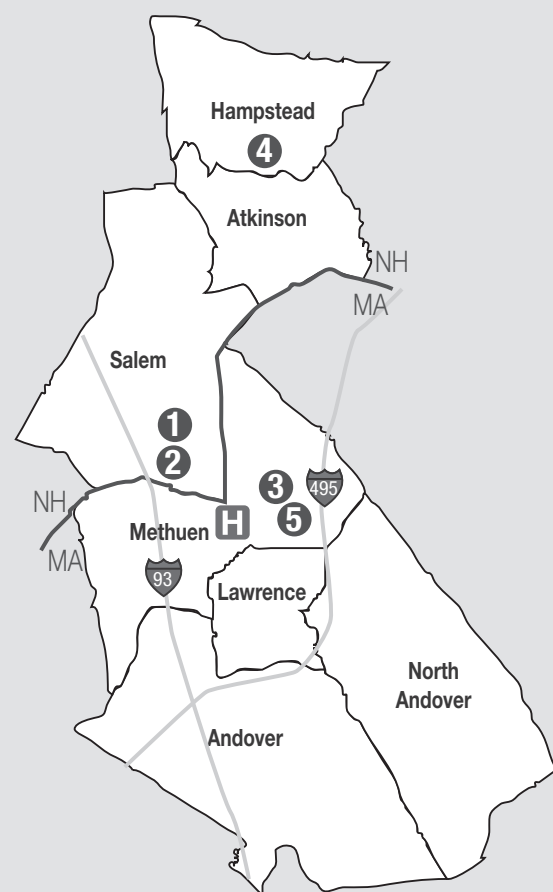 Hampstead
4
Atkinson
NH
MA
Salem
1
2
3
495
5
NH
Methuen
H
MA
93
Lawrence
North
Andover
Andover